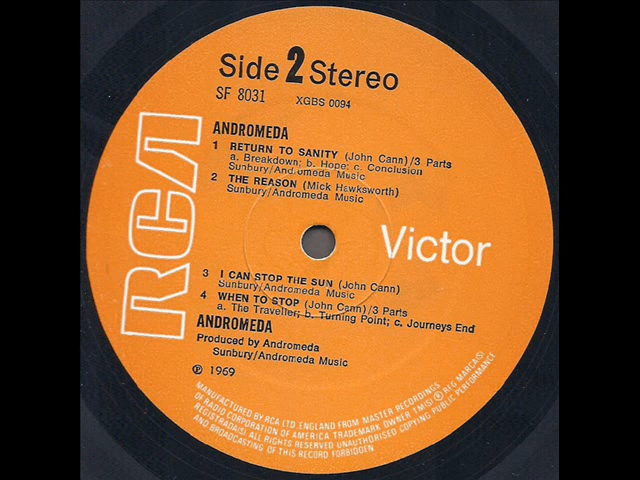 Side 2 Stereo
SF 8031 XGBS 0094
RCA
Victor
ANDROMEDA
1 RETURN TO SANITY (John Cann)/3 Parts
a. Breakdown; b. Hope; c. Conclusion
Sunbury/Andromeda Music
2 THE REASON (Mick Hawksworth)
Sunbury/Andromeda Music
3 I CAN STOP THE SUN (John Cann)
Sunbury/Andromeda Music
4 WHEN TO STOP (John Cann)/3 Parts
a. The Traveller; b. Turning Point; c. Journeys End
ANDROMEDA
Produced by Andromeda
Sunbury/Andromeda Music
℗ 1969
MANUFACTURED BY RCA LTD. ENGLAND FROM MASTER RECORDINGS
OF RADIO CORPORATION OF AMERICA TRADEMARK OWNER TM(S) ® REG MARCA(S)
REGISTRADA(S) ALL RIGHTS RESERVED UNAUTHORISED COPYING PUBLIC PERFORMANCE
AND BROADCASTING OF THIS RECORD FORBIDDEN